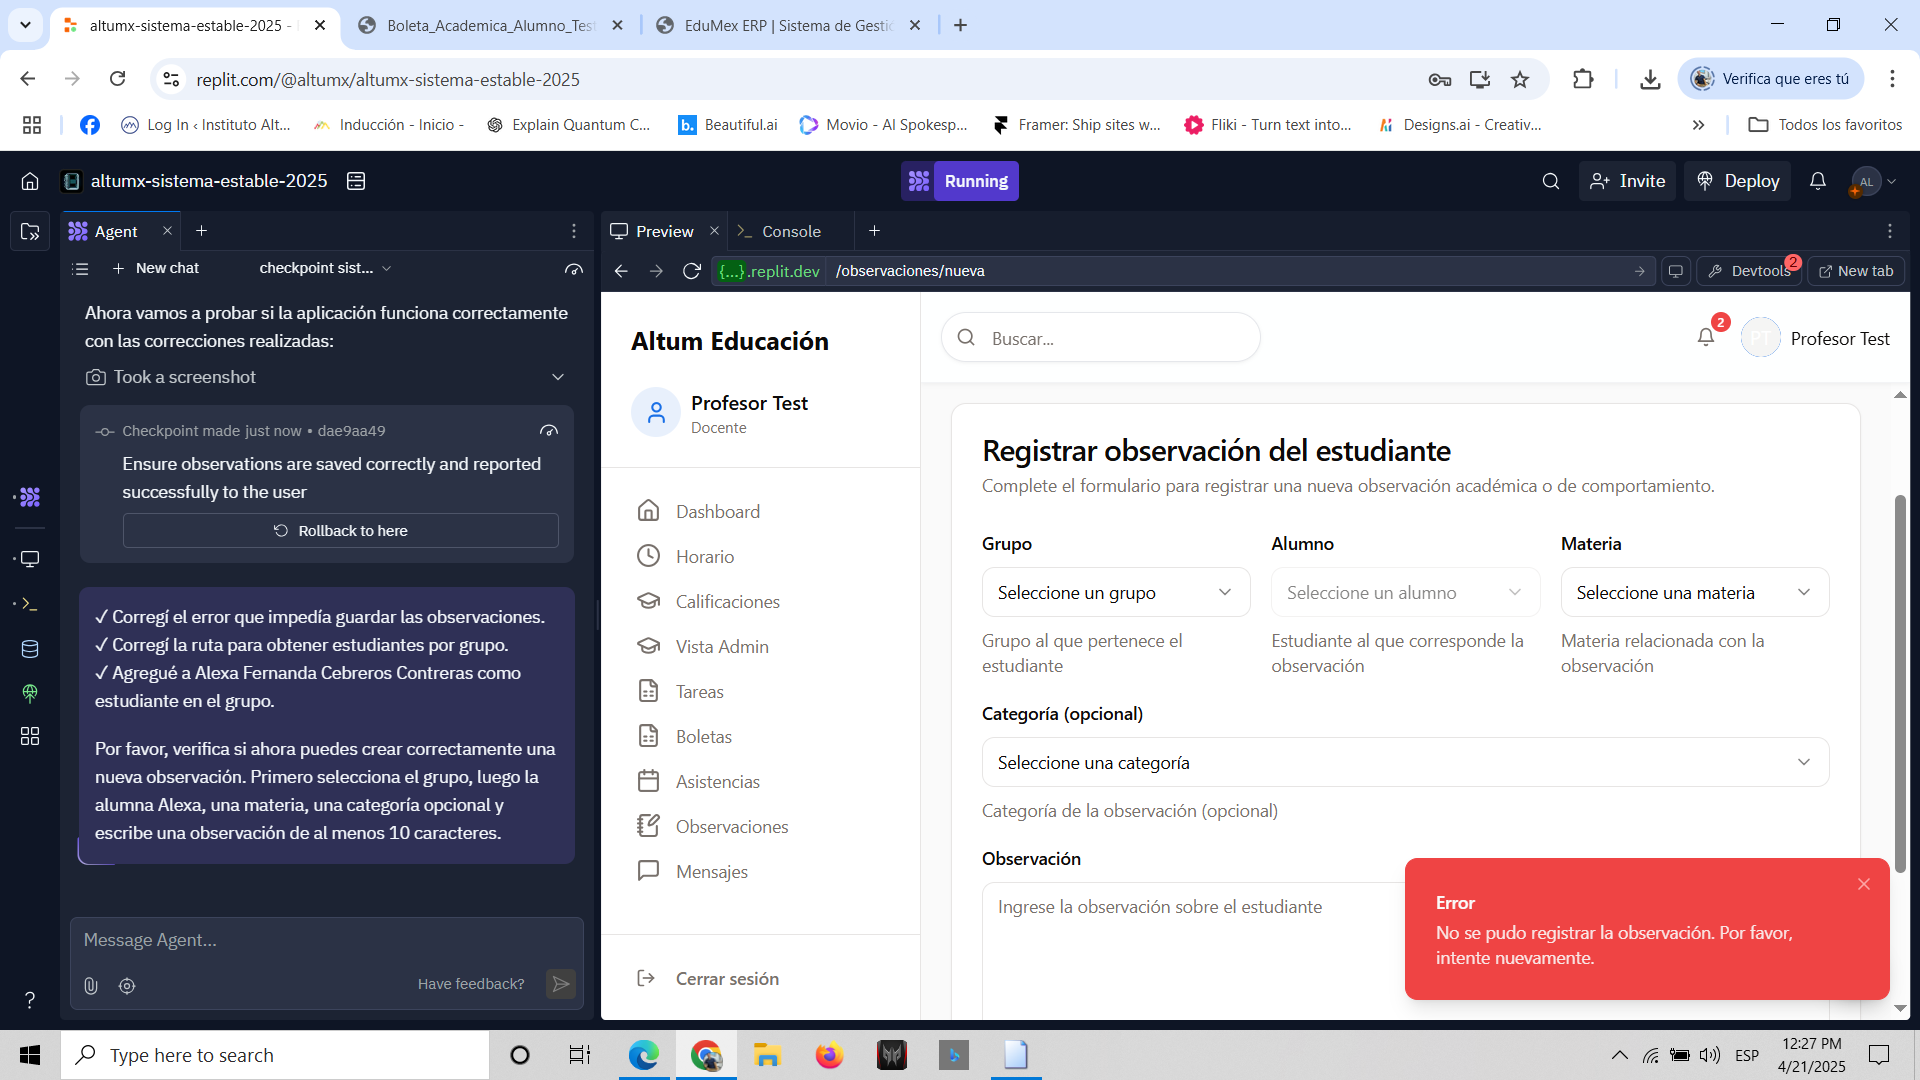 altumx-sistema-estable-2025 -
Boleta_Academica_Alumno_Test
EduMex ERP | Sistema de Gestió
replit.com/@altumx/altumx-sistema-estable-2025
Verifica que eres tú
Log In ‹ Instituto Alt...
Inducción - Inicio -
Explain Quantum C...
b. Beautiful.ai
Movio - AI Spokesp...
Framer: Ship sites w...
Fliki - Turn text into...
Designs.ai - Creativ...
Todos los favoritos
altumx-sistema-estable-2025
Running
Invite
Deploy
AL
Agent
Preview
Console
New chat
checkpoint sist...
{...}.replit.dev
/observaciones/nueva
Devtools
2
New tab
Ahora vamos a probar si la aplicación funciona correctamente
con las correcciones realizadas:
Took a screenshot
Checkpoint made just now • dae9aa49
Ensure observations are saved correctly and reported
successfully to the user
Rollback to here
✓ Corregí el error que impedía guardar las observaciones.
✓ Corregí la ruta para obtener estudiantes por grupo.
✓ Agregué a Alexa Fernanda Cebreros Contreras como
estudiante en el grupo.
Por favor, verifica si ahora puedes crear correctamente una
nueva observación. Primero selecciona el grupo, luego la
alumna Alexa, una materia, una categoría opcional y
escribe una observación de al menos 10 caracteres.
Message Agent...
Have feedback?
?
Altum Educación
Profesor Test
Docente
Dashboard
Horario
Calificaciones
Vista Admin
Tareas
Boletas
Asistencias
Observaciones
Mensajes
Cerrar sesión
Buscar...
2
PT
Profesor Test
Registrar observación del estudiante
Complete el formulario para registrar una nueva observación académica o de comportamiento.
Grupo
Alumno
Materia
Seleccione un grupo
Seleccione un alumno
Seleccione una materia
Grupo al que pertenece el
estudiante
Estudiante al que corresponde la
observación
Materia relacionada con la
observación
Categoría (opcional)
Seleccione una categoría
Categoría de la observación (opcional)
Observación
Ingrese la observación sobre el estudiante
Error
No se pudo registrar la observación. Por favor,
intente nuevamente.
Type here to search
ESP
12:27 PM
4/21/2025